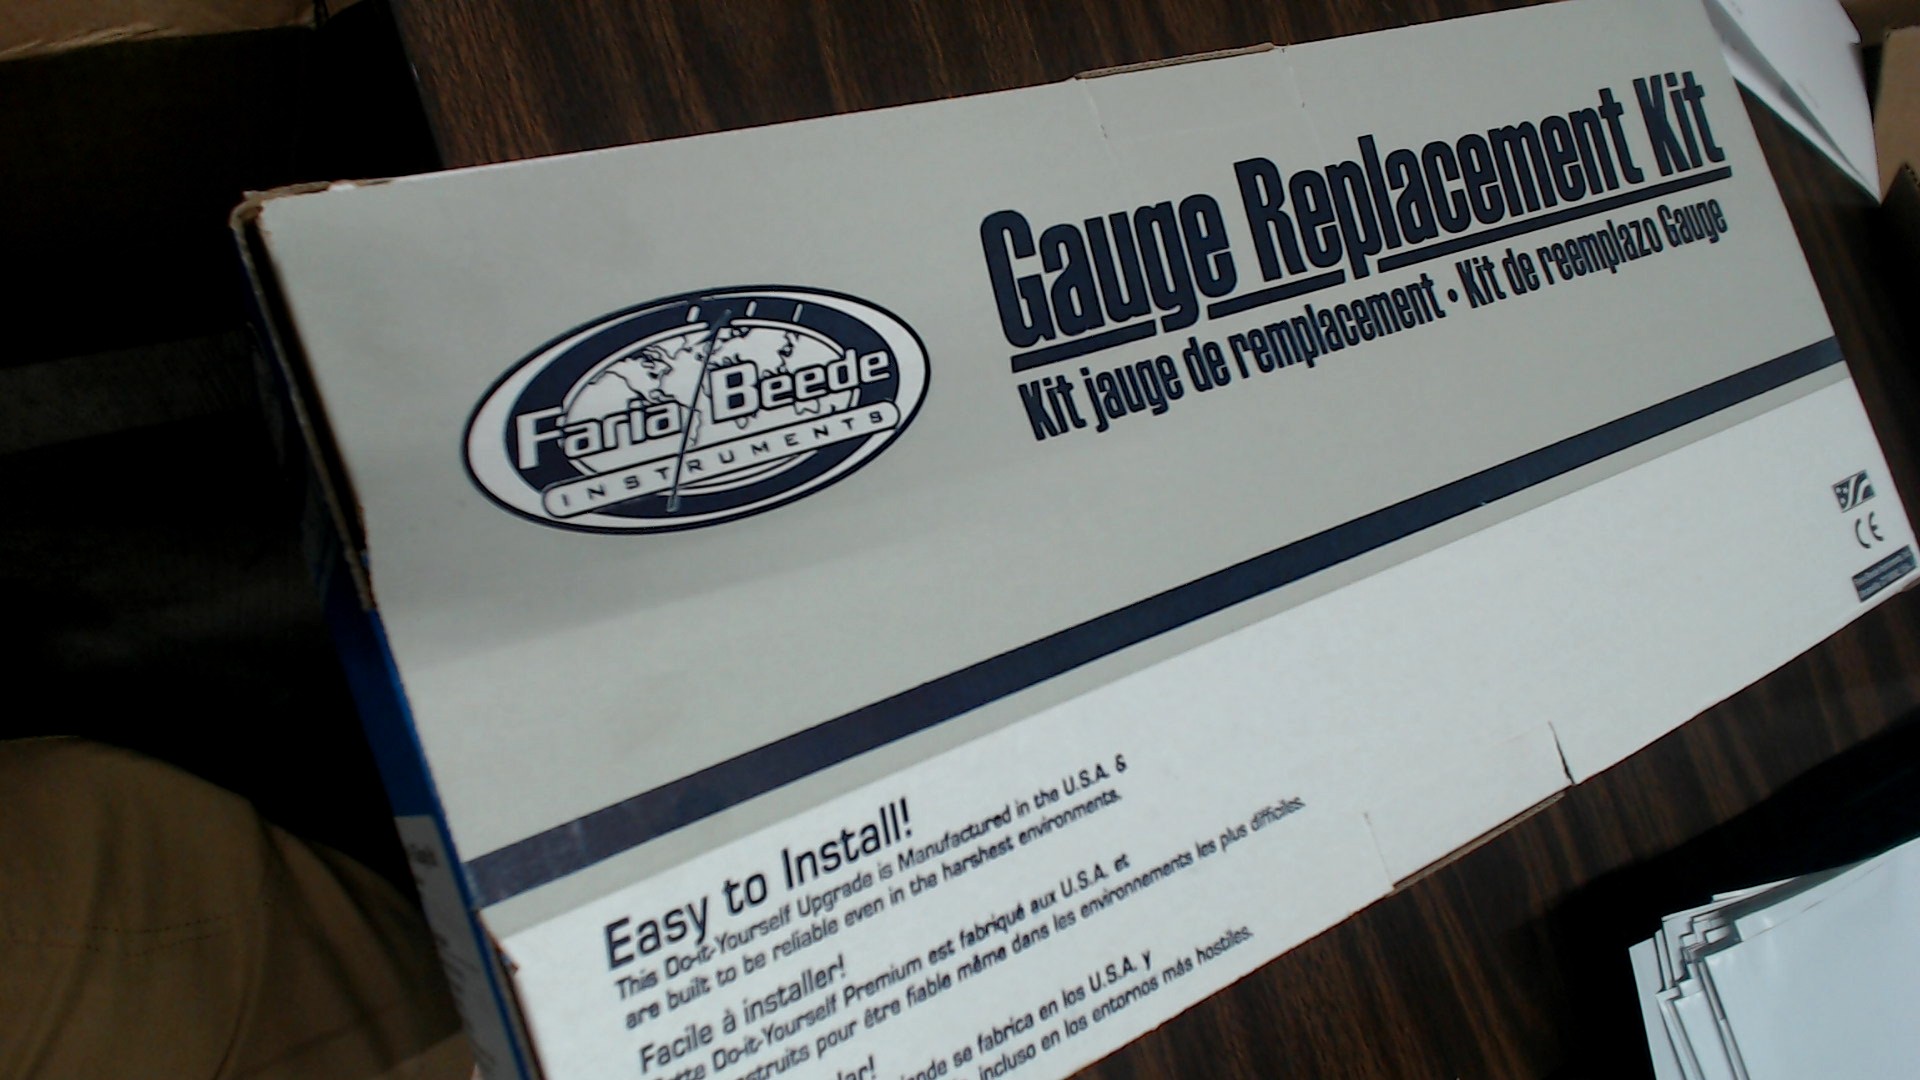 Faria Beede
INSTRUMENTS
Gauge Replacement Kit
Kit jauge de remplacement • Kit de reemplazo Gauge
CE
Easy to Install!
This Do-it-Yourself Upgrade is Manufactured in the U.S.A. &
are built to be reliable even in the harshest environments.
Facile à installer!
Do-it-Yourself Premium est fabriqué aux U.S.A. et
pour être fiable même dans les environnements les plus difficiles.
se fabrica en los U.S.A. y
incluso en los entornos más hostiles.